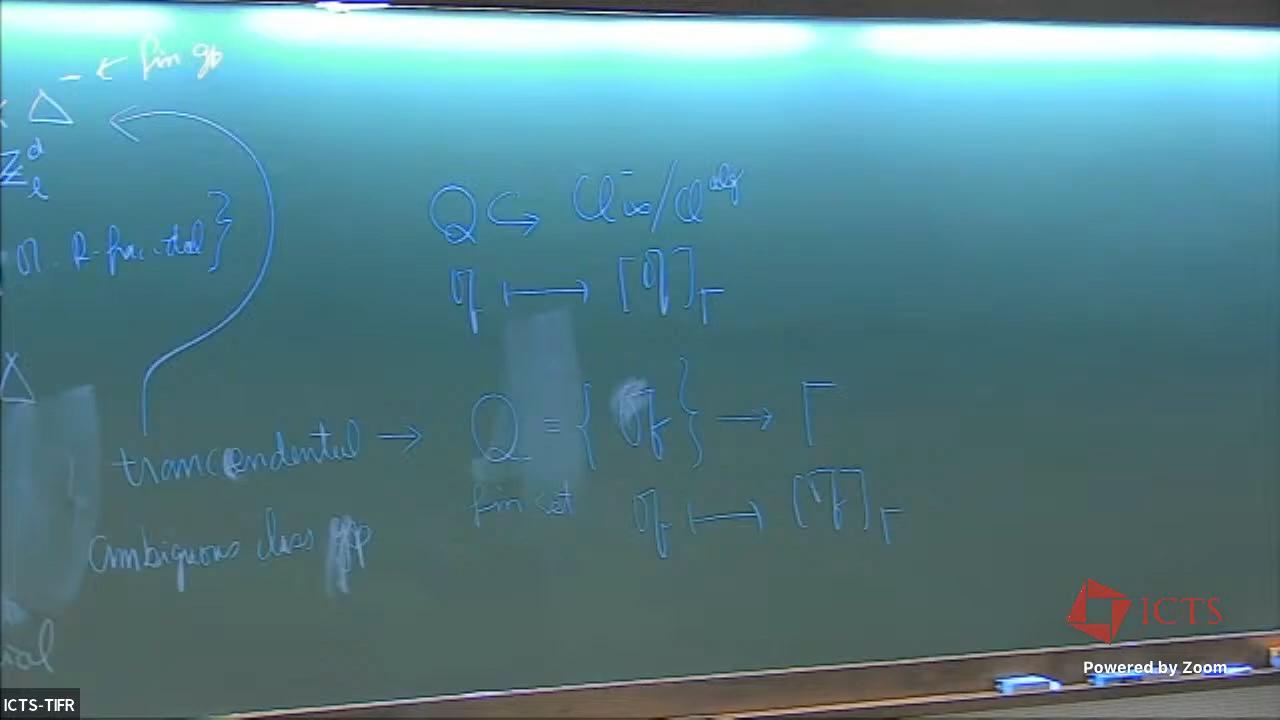 ← fin gp
Δ⁻
ℤ_ℓ^d
Q ↪ Cl∞⁻/Cl^alg
𝔮 ⟼ [𝔮]_Γ
Q = { 𝔮 } → Γ
trancendental →
fin set
𝔮 ⟼ [𝔮]_Γ
ambiguous class gp
ICTS
Powered by Zoom
ICTS-TIFR